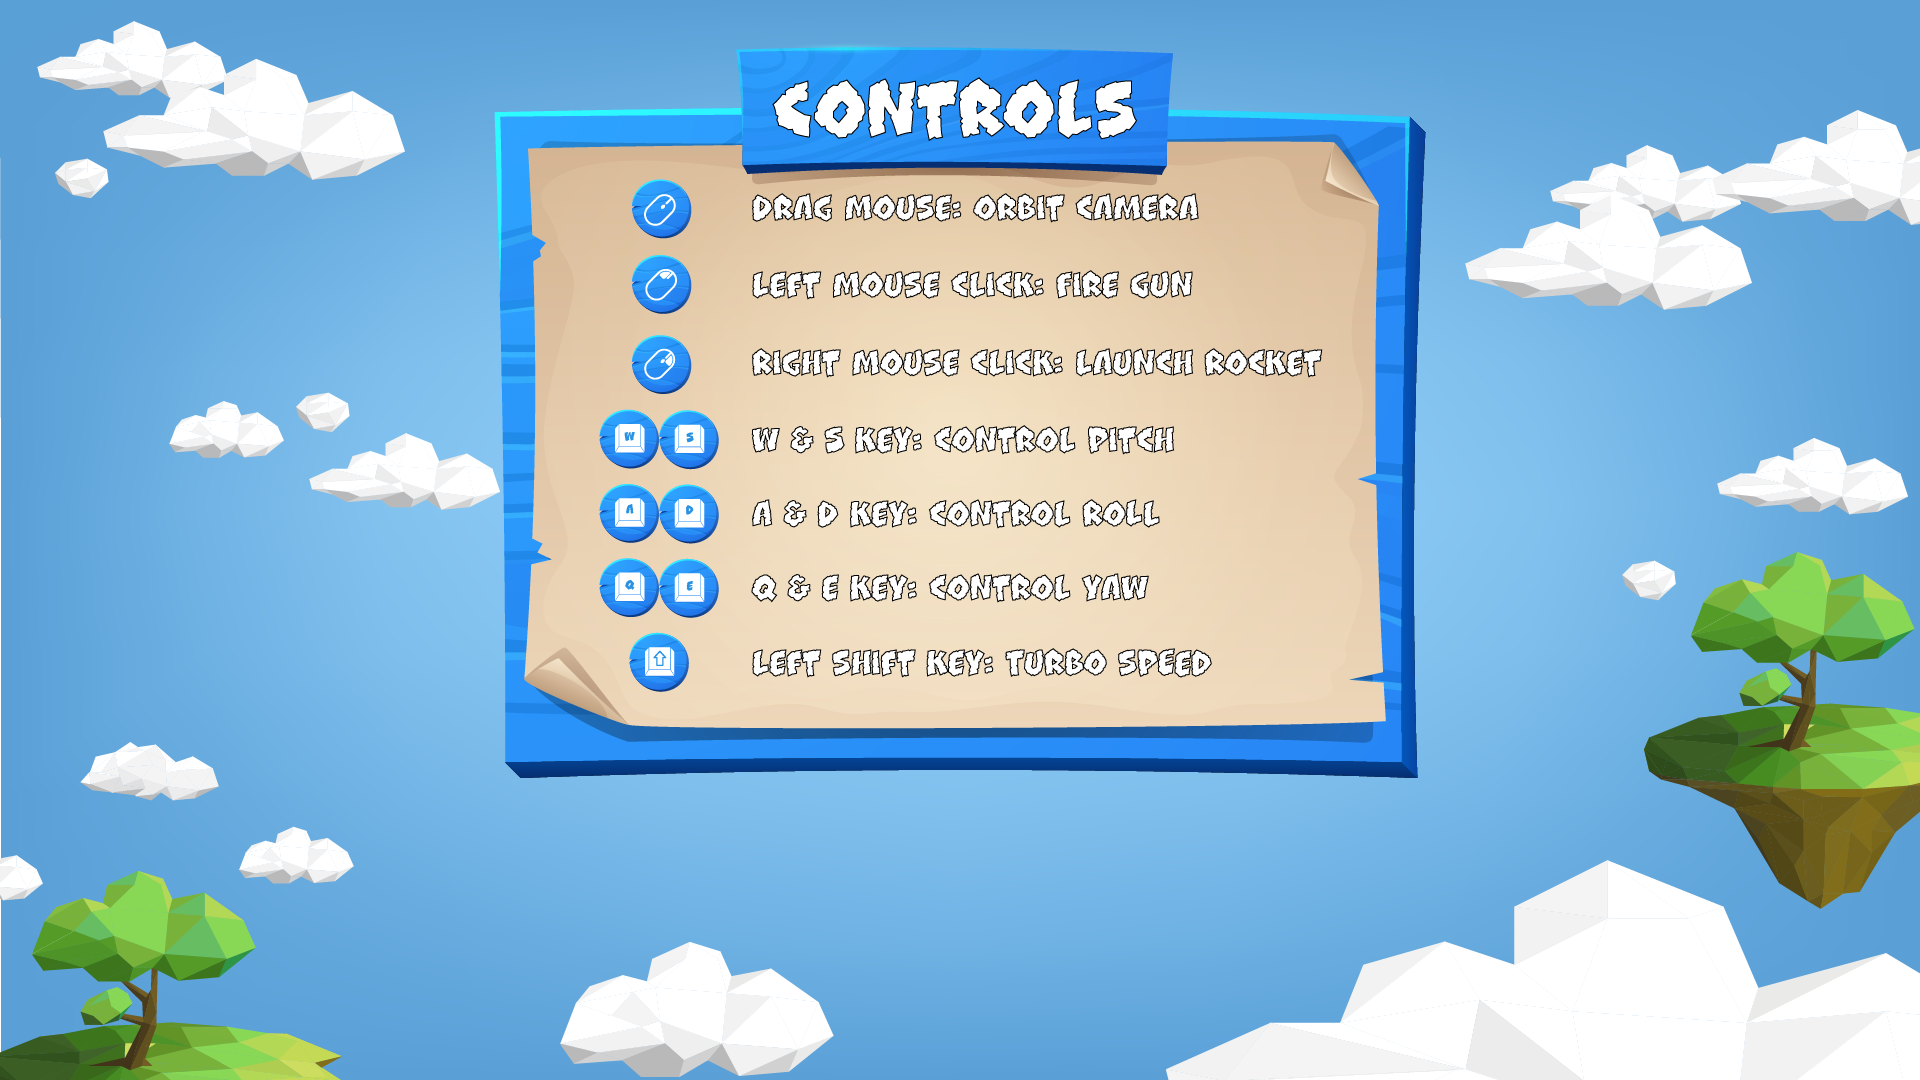 CONTROLS
DRAG MOUSE: ORBIT CAMERA
LEFT MOUSE CLICK: FIRE GUN
RIGHT MOUSE CLICK: LAUNCH ROCKET
W S W & S KEY: CONTROL PITCH
A D A & D KEY: CONTROL ROLL
Q E Q & E KEY: CONTROL YAW
LEFT SHIFT KEY: TURBO SPEED